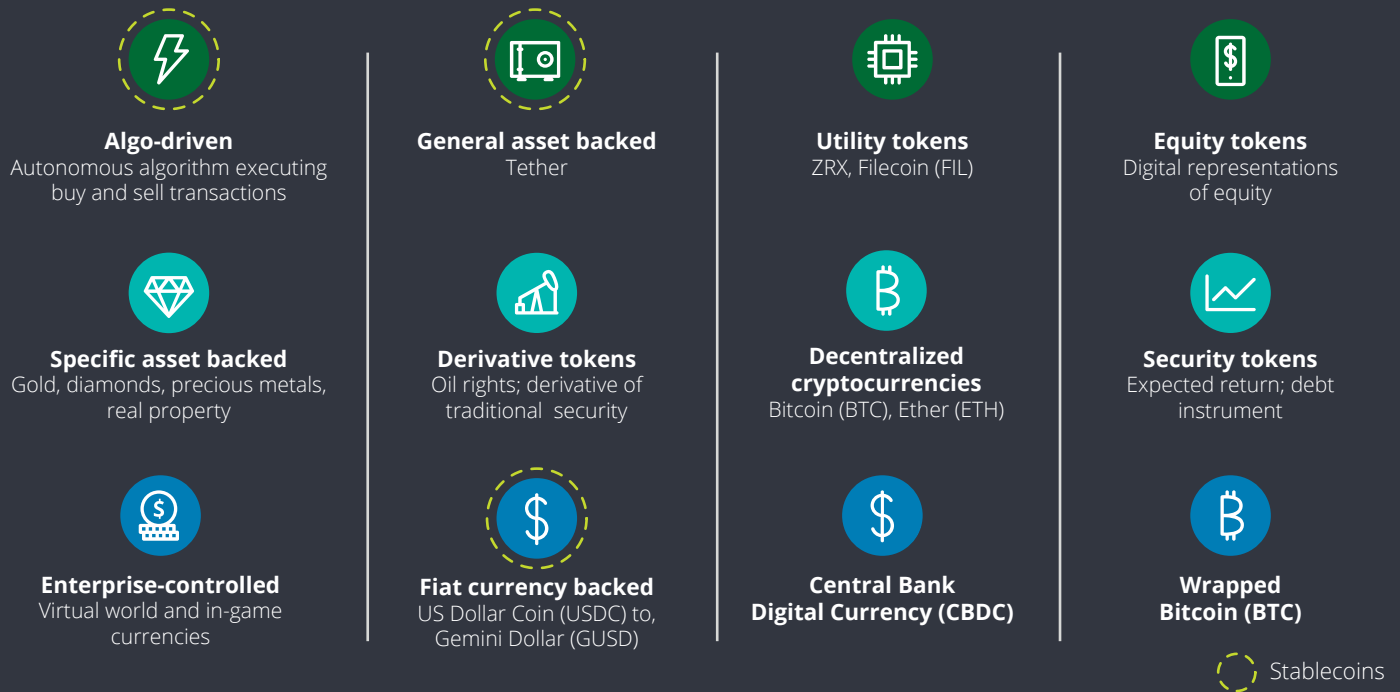 Algo-driven
Autonomous algorithm executing
buy and sell transactions
General asset backed
Tether
Utility tokens
ZRX, Filecoin (FIL)
Equity tokens
Digital representations
of equity
Specific asset backed
Gold, diamonds, precious metals,
real property
Derivative tokens
Oil rights; derivative of
traditional security
Decentralized
cryptocurrencies
Bitcoin (BTC), Ether (ETH)
Security tokens
Expected return; debt
instrument
Enterprise-controlled
Virtual world and in-game
currencies
Fiat currency backed
US Dollar Coin (USDC) to,
Gemini Dollar (GUSD)
Central Bank
Digital Currency (CBDC)
Wrapped
Bitcoin (BTC)
Stablecoins